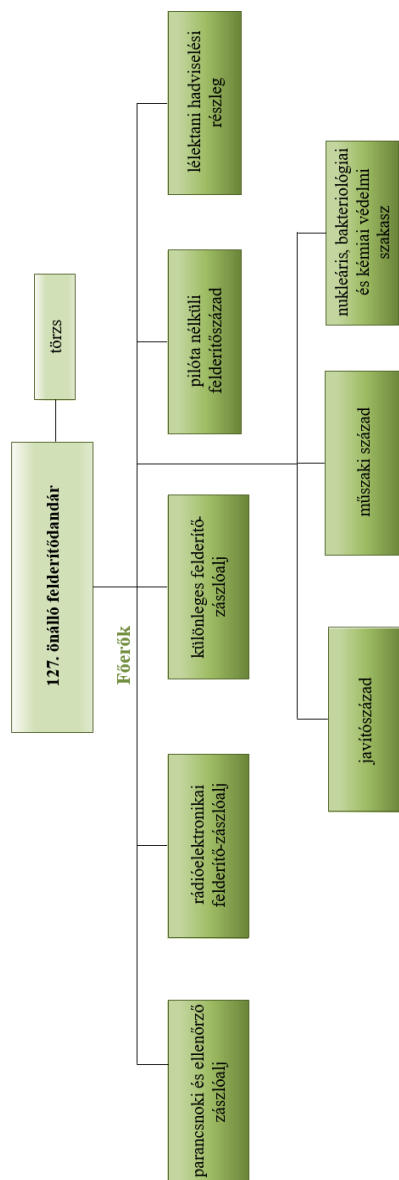 127. önálló felderítődandár
törzs
Főerők
parancsnoki és ellenőrző
zászlóalj
rádióelektronikai
felderítő-zászlóalj
különleges felderítő-
zászlóalj
pilóta nélküli
felderítőszázad
lélektani hadviselési
részleg
javítószázad
műszaki század
nukleáris, bakteriológiai
és kémiai védelmi
szakasz